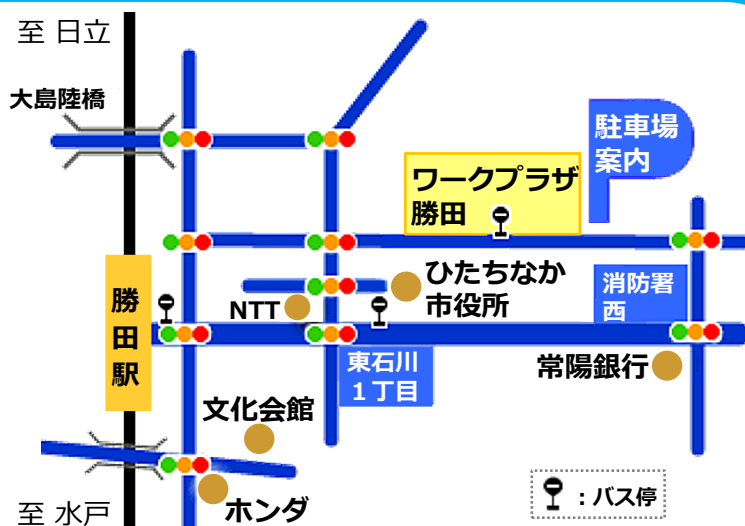 至 日立
大島陸橋
駐車場
案内
ワークプラザ
勝田
ひたちなか
市役所
消防署
西
NTT
勝
田
駅
東石川
1丁目
常陽銀行
文化会館
ホンダ
：バス停
至 水戸